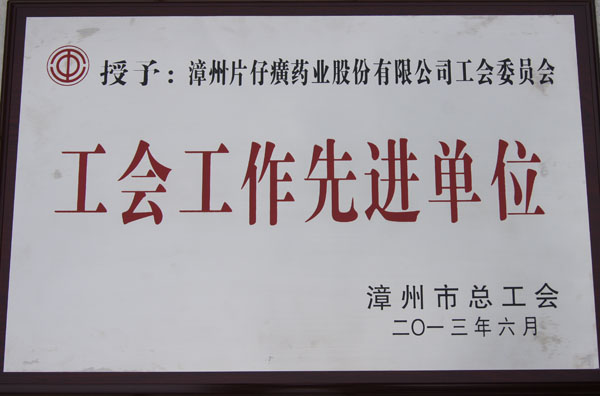 授予：漳州片仔癀药业股份有限公司工会委员会
工会工作先进单位
漳州市总工会
二〇一三年六月